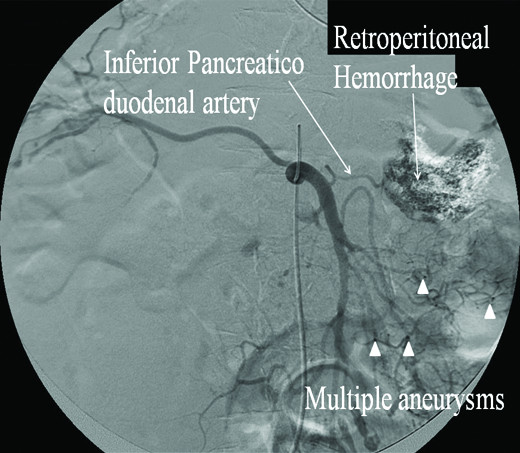 Retroperitoneal
Hemorrhage
Inferior Pancreatico
duodenal artery
Multiple aneurysms